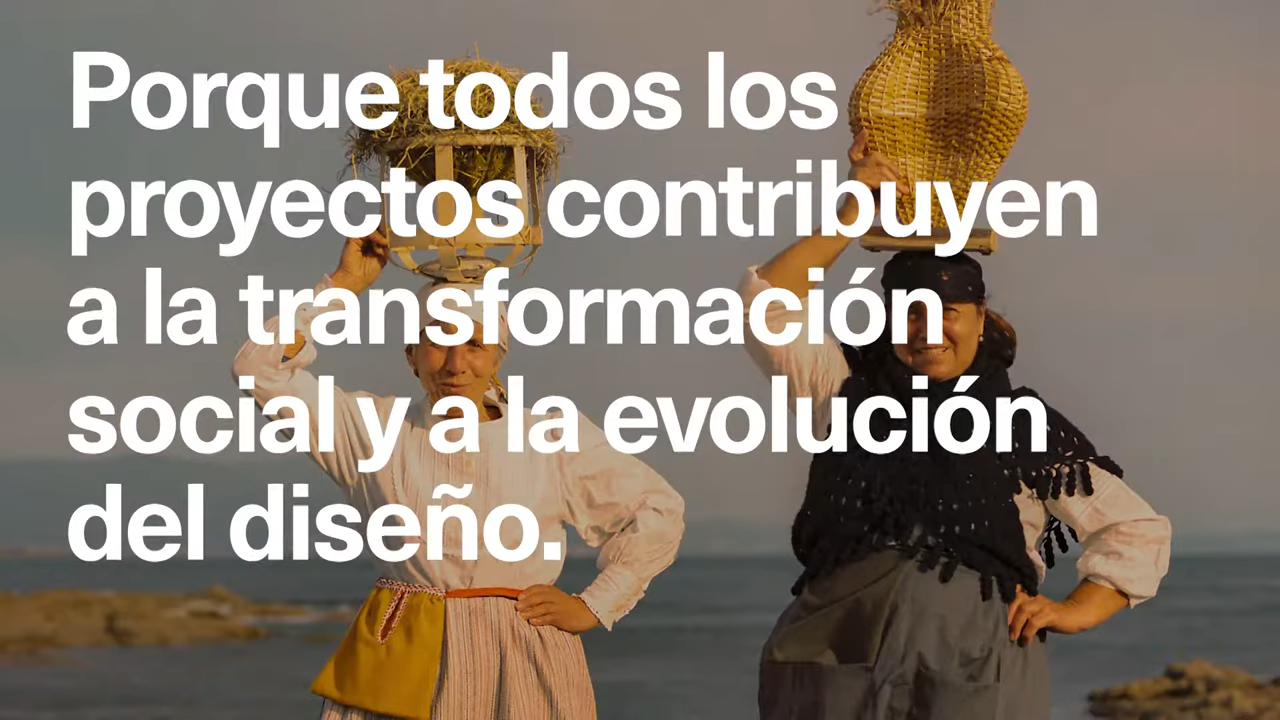 Porque todos los
proyectos contribuyen
a la transformación
social y a la evolución
del diseño.